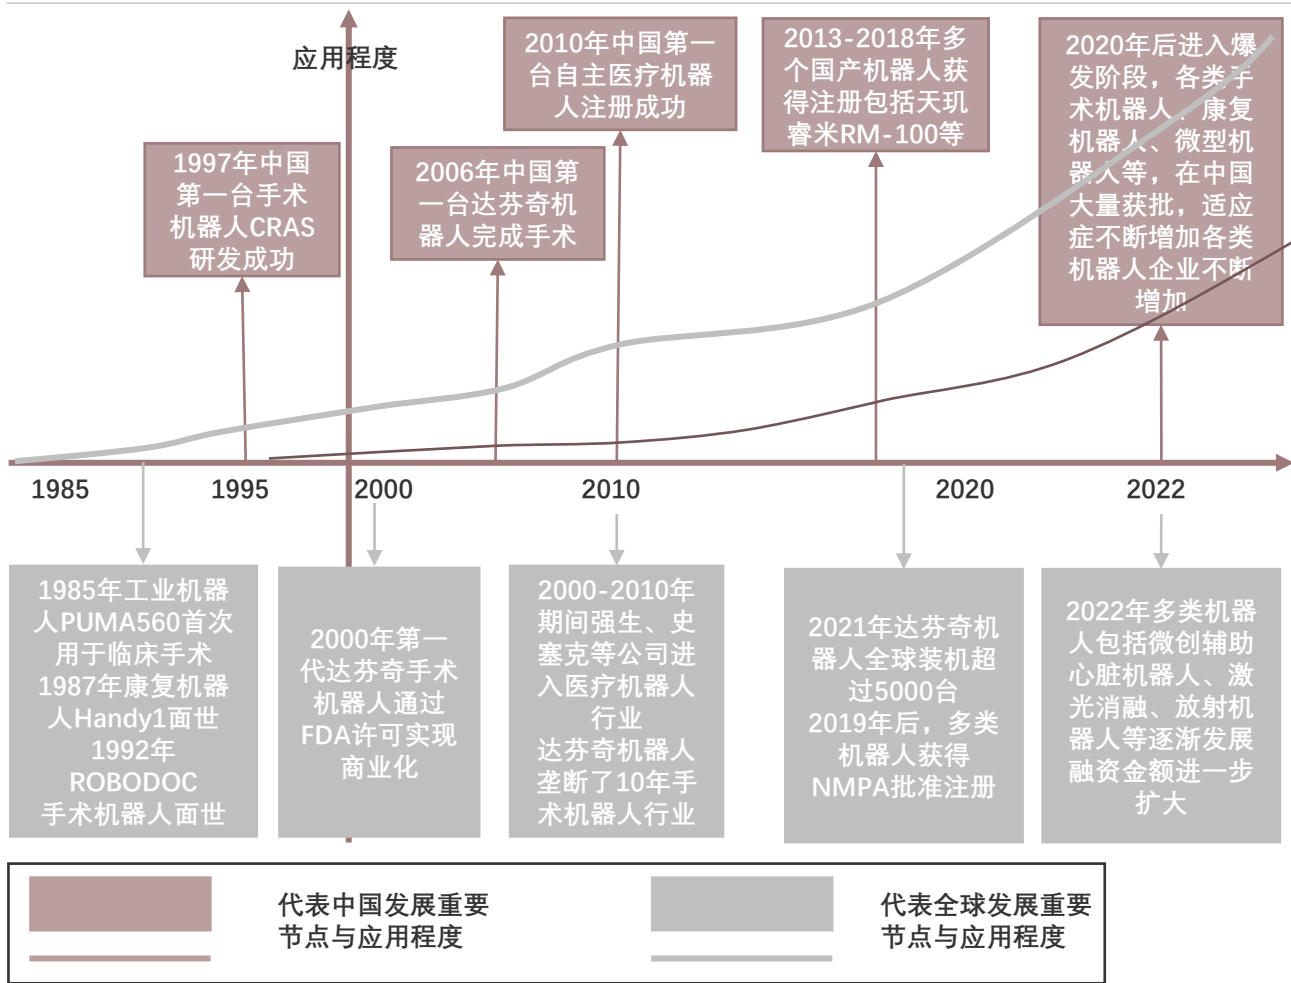 应用程度
1997年中国
第一台手术
机器人CRAS
研发成功
2006年中国第
一台达芬奇机
器人完成手术
2010年中国第一
台自主医疗机器
人注册成功
2013-2018年多
个国产机器人获
得注册包括天玑
睿米RM-100等
2020年后进入爆
发阶段，各类手
术机器人、康复
机器人、微型机
器人等，在中国
大量获批，适应
症不断增加各类
机器人企业不断
增加
1985
1995
2000
2010
2020
2022
1985年工业机器
人PUMA560首次
用于临床手术
1987年康复机器
人Handy1面世
1992年
ROBODOC
手术机器人面世
2000年第一
代达芬奇手术
机器人通过
FDA许可实现
商业化
2000-2010年
期间强生、史
塞克等公司进
入医疗机器人
行业
达芬奇机器人
垄断了10年手
术机器人行业
2021年达芬奇机
器人全球装机超
过5000台
2019年后，多类
机器人获得
NMPA批准注册
2022年多类机器
人包括微创辅助
心脏机器人、激
光消融、放射机
器人等逐渐发展
融资金额进一步
扩大
代表中国发展重要
节点与应用程度
代表全球发展重要
节点与应用程度